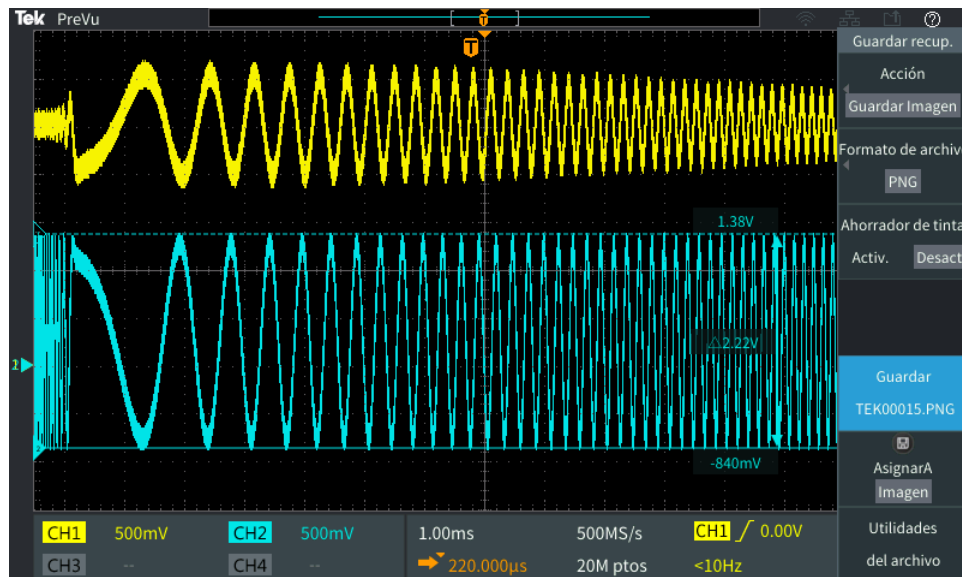 Tek PreVu
T
T
Guardar recup.
Acción
Guardar Imagen
Formato de archiv
PNG
Ahorrador de tinta
Activ. Desact
Guardar
TEK00015.PNG
AsignarA
Imagen
Utilidades
del archivo
1.38V
△2.22V
-840mV
CH1 500mV CH2 500mV 1.00ms 500MS/s CH1 0.00V
CH3 -- CH4 -- 220.000µs 20M ptos <10Hz